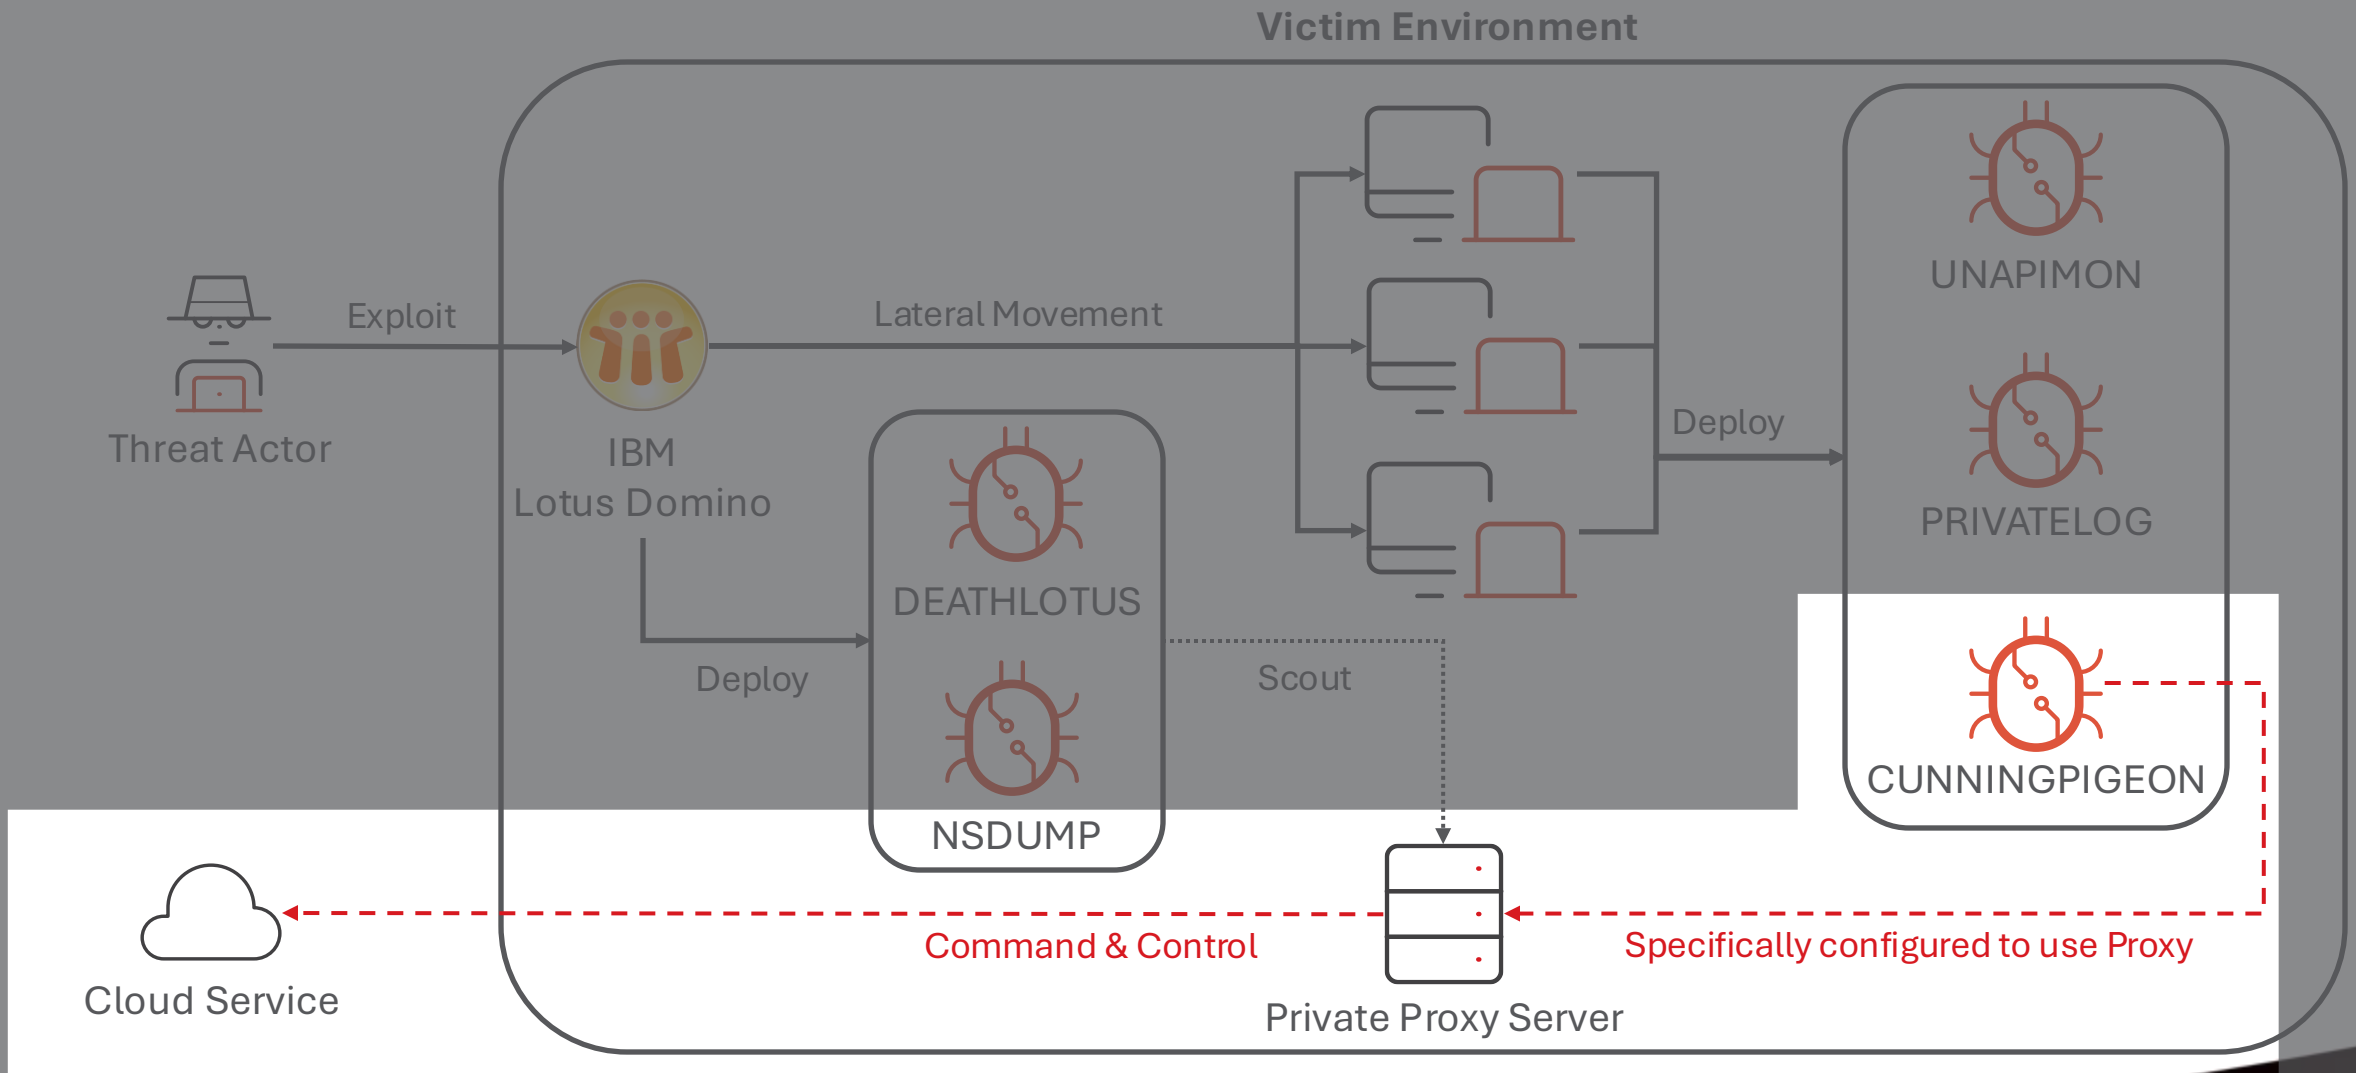 Victim Environment
Exploit
Threat Actor
IBM
Lotus Domino
Lateral Movement
Deploy
DEATHLOTUS
NSDUMP
Scout
Deploy
UNAPIMON
PRIVATELOG
CUNNINGPIGEON
Specifically configured to use Proxy
Private Proxy Server
Command & Control
Cloud Service